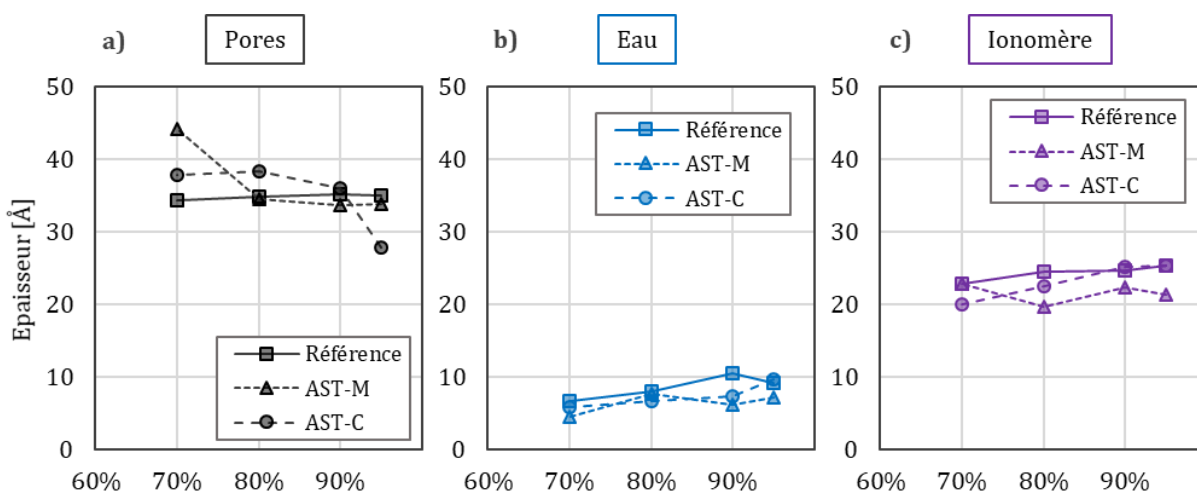 a) Pores
b) Eau
c) Ionomère
Epaisseur [Å]
50
40
30
20
10
0
60% 70% 80% 90%
Référence
AST-M
AST-C
50
40
30
20
10
0
60% 70% 80% 90%
Référence
AST-M
AST-C
50
40
30
20
10
0
60% 70% 80% 90%
Référence
AST-M
AST-C